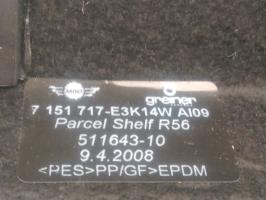 MINI greiner
7 151 717-E3K14W AI09
Parcel Shelf R56
511643-10
9.4.2008
<PES>PP/GF>EPDM